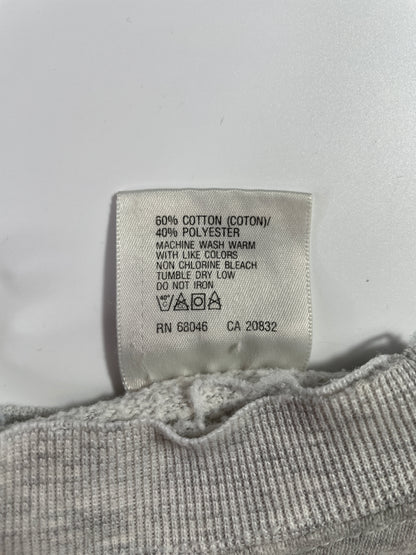 60% COTTON (COTON)/
40% POLYESTER
MACHINE WASH WARM
WITH LIKE COLORS
NON CHLORINE BLEACH
TUMBLE DRY LOW
DO NOT IRON
40°
RN 68046 CA 20832